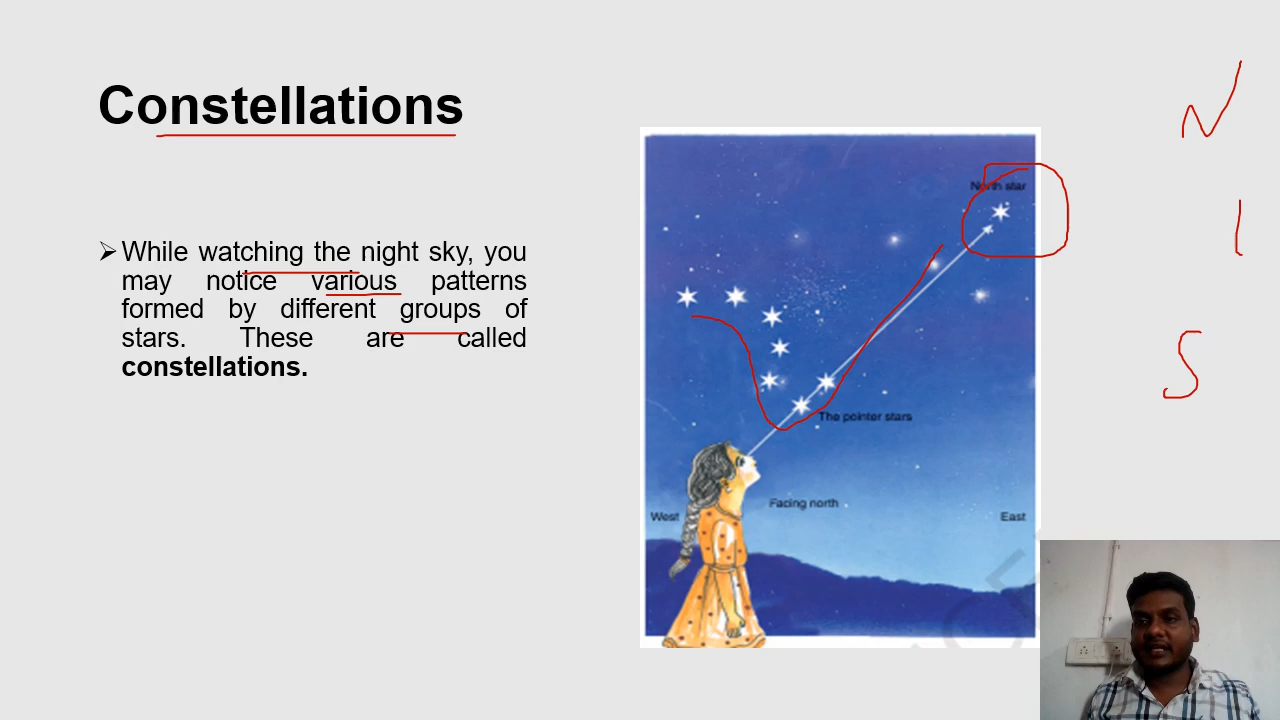 Constellations
➢ While watching the night sky, you
may notice various patterns
formed by different groups of
stars. These are called
constellations.
North star
The pointer stars
Facing north
West
East
N
S